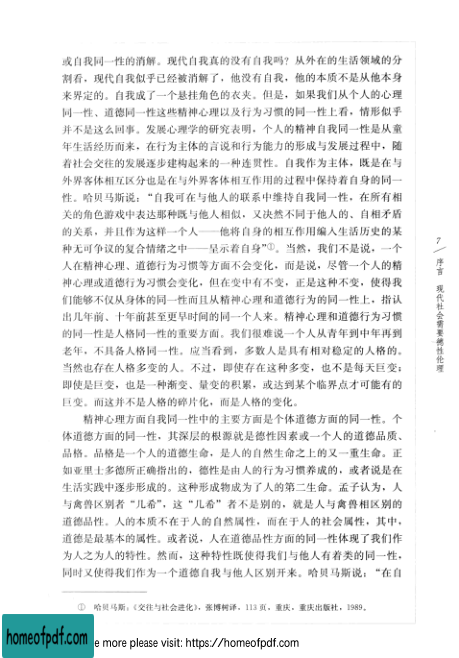 或自我同一性的消解。现代自我真的没有自我吗？从外在的生活领域的分
割看，现代自我似乎已经被消解了，他没有自我，他的本质不是从他本身
来界定的。自我成了一个悬挂角色的衣夹。但是，如果我们从个人的心理
同一性、道德同一性这些精神心理以及行为习惯的同一性上看，情形似乎
并不是这么回事。发展心理学的研究表明，个人的精神自我同一性是从童
年生活经历而来，在行为主体的言说和行为能力的形成与发展过程中，随
着社会交往的发展逐步建构起来的一种连贯性。自我作为主体，既是在与
外界客体相互区分也是在与外界客体相互作用的过程中保持着自身的同一
性。哈贝马斯说：“自我可在与他人的联系中维持自我同一性，在所有相
关的角色游戏中表达那种既与他人相似，又决然不同于他人的、自相矛盾
的关系，并且作为这样一个人——他将自身的相互作用编入生活历史的某
种无可争议的复合情绪之中——呈示着自身”①。当然，我们不是说，一个
人在精神心理、道德行为习惯等方面不会变化，而是说，尽管一个人的精
神心理或道德行为习惯会变化，但在变中有不变，正是这种不变，使得我
们能够不仅从身体的同一性而且从精神心理和道德行为的同一性上，指认
出几年前、十年前甚至更早时间的同一个人来。精神心理和道德行为习惯
的同一性是人格同一性的重要方面。我们很难说一个人从青年到中年再到
老年，不具备人格同一性。应当看到，多数人是具有相对稳定的人格的。
当然也存在人格多变的人。不过，即使存在这种多变，也不是每天巨变；
即使是巨变，也是一种渐变、量变的积累，或达到某个临界点才可能有的
巨变。而这并不是人格的碎片化，而是人格的变化。
精神心理方面自我同一性中的主要方面是个体道德方面的同一性。个
体道德方面的同一性，其深层的根源就是德性因素或一个人的道德品质、
品格。品格是一个人的道德生命，是人的自然生命之上的又一重生命。正
如亚里士多德所正确指出的，德性是由人的行为习惯养成的，或者说是在
生活实践中逐步形成的。这种形成物成为了人的第二生命。孟子认为，人
与禽兽区别者“几希”，这“几希”者不是别的，就是人与禽兽相区别的
道德品性。人的本质不在于人的自然属性，而在于人的社会属性，其中，
道德是最基本的属性。或者说，人在道德品性方面的同一性体现了我们作
为人之为人的特性。然而，这种特性既使得我们与他人有着类的同一性，
同时又使得我们作为一个道德自我与他人区别开来。哈贝马斯说：“在自
① 哈贝马斯：《交往与社会进化》，张博树译，113页，重庆，重庆出版社，1989。
7
序言 现代社会需要德性伦理
homeofpdf.com
e more please visit: https://homeofpdf.com